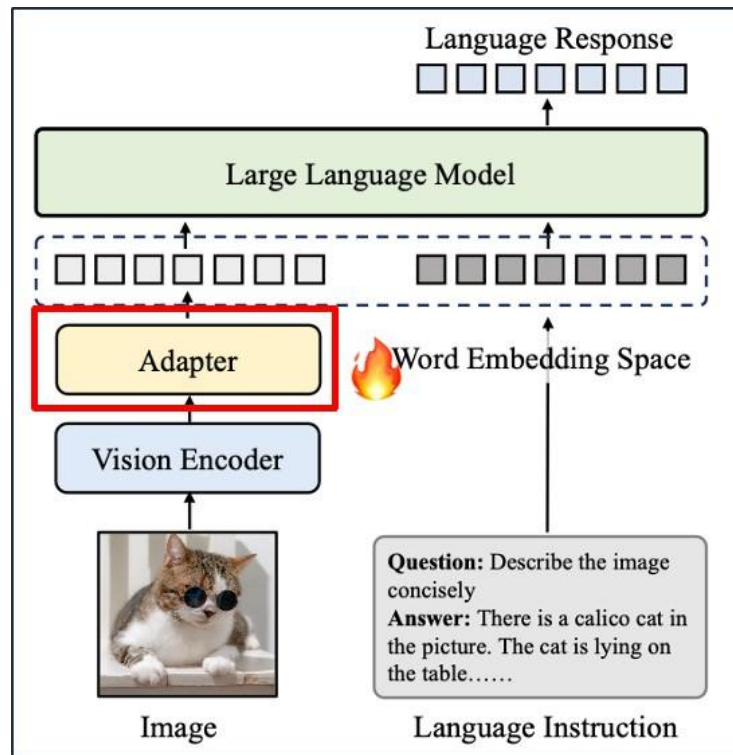 Language Response
Large Language Model
Adapter
Word Embedding Space
Vision Encoder
Question: Describe the image
concisely
Answer: There is a calico cat in
the picture. The cat is lying on
the table……
Image
Language Instruction